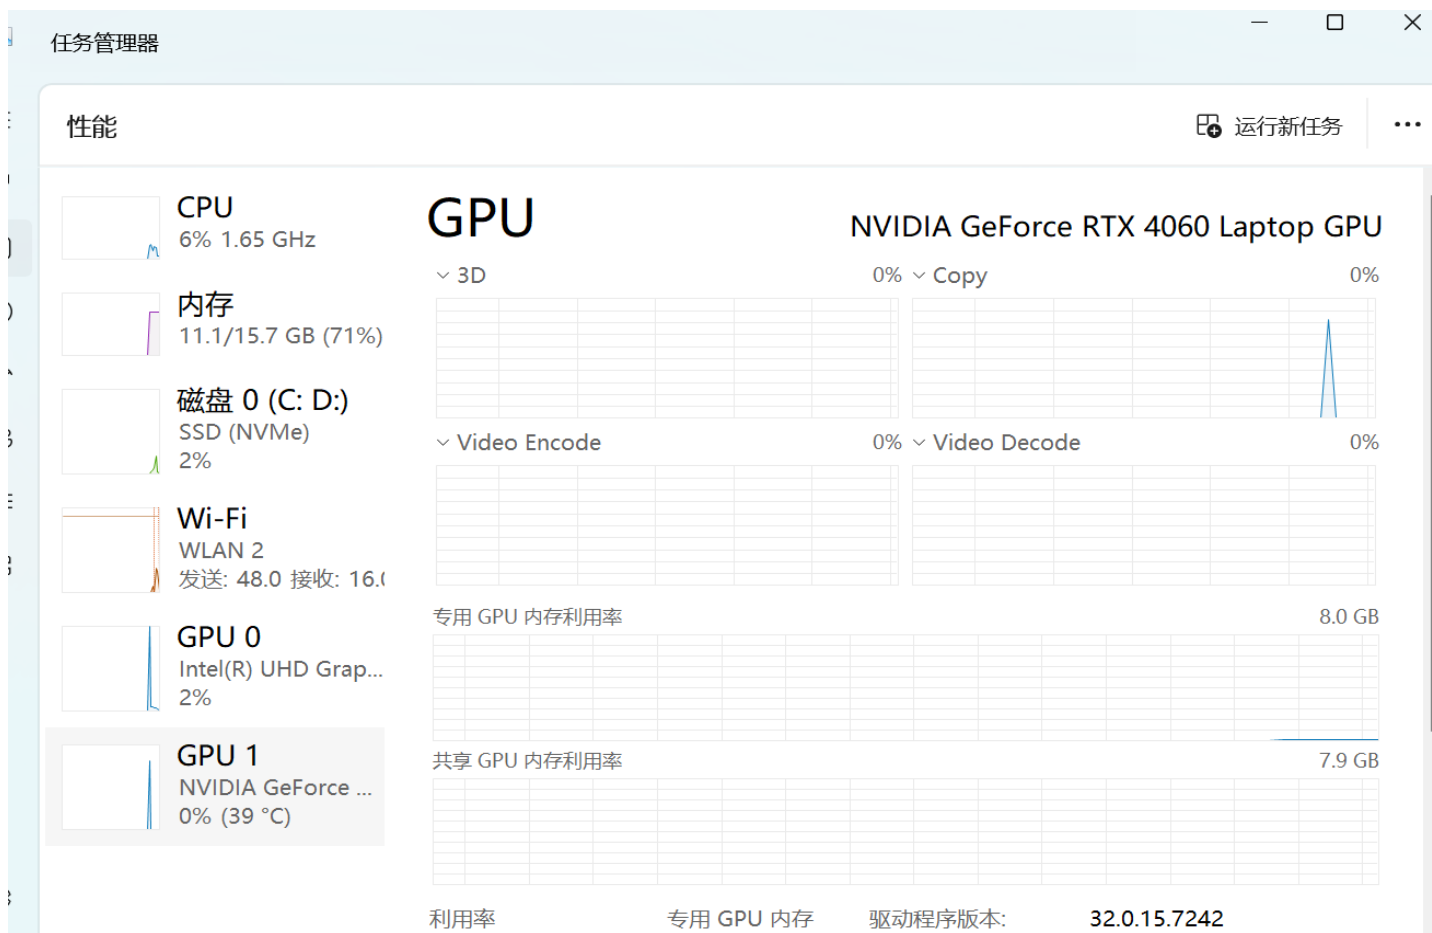 任务管理器
性能
运行新任务
CPU
6% 1.65 GHz
内存
11.1/15.7 GB (71%)
磁盘 0 (C: D:)
SSD (NVMe)
2%
Wi-Fi
WLAN 2
发送: 48.0 接收: 16.
GPU 0
Intel(R) UHD Grap...
2%
GPU 1
NVIDIA GeForce ...
0% (39 °C)
GPU
NVIDIA GeForce RTX 4060 Laptop GPU
3D 0%
Copy 0%
Video Encode 0%
Video Decode 0%
专用 GPU 内存利用率 8.0 GB
共享 GPU 内存利用率 7.9 GB
利用率 专用 GPU 内存 驱动程序版本: 32.0.15.7242